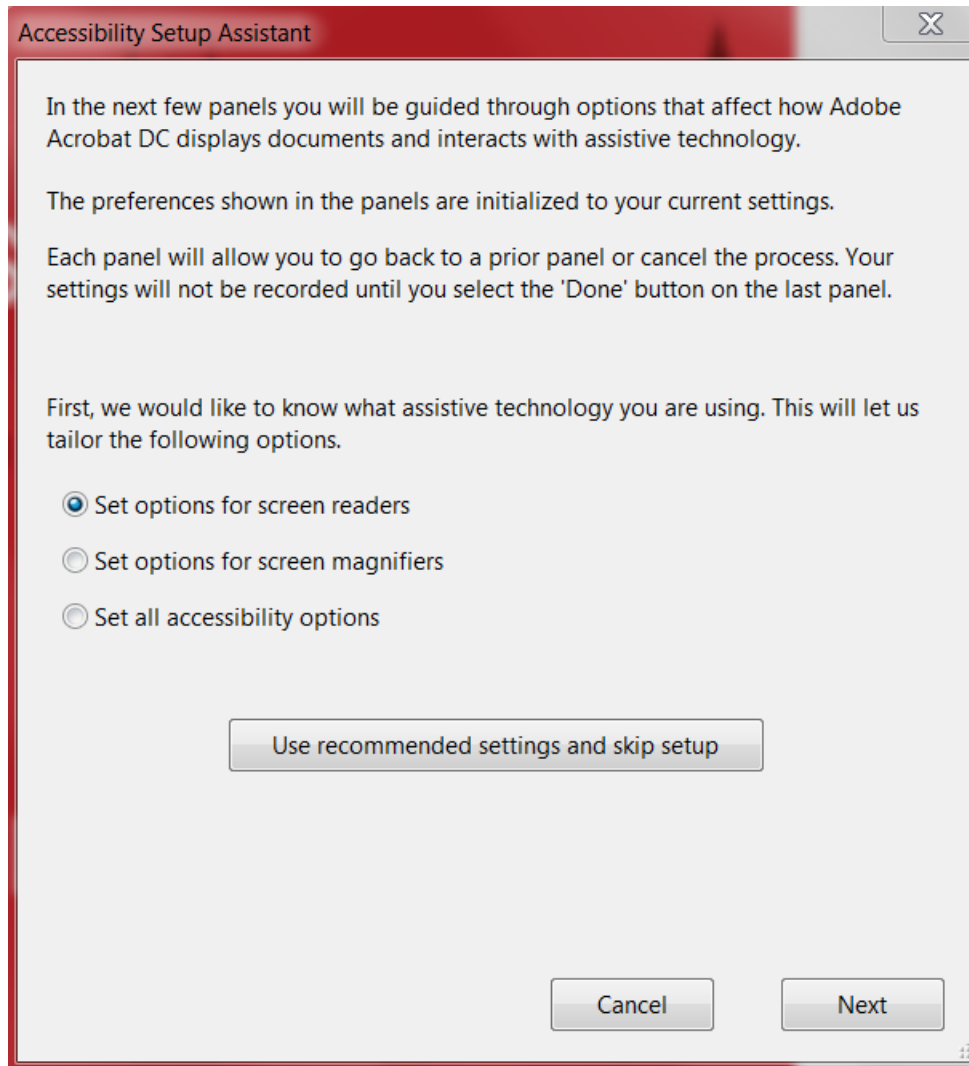 Accessibility Setup Assistant
In the next few panels you will be guided through options that affect how Adobe
Acrobat DC displays documents and interacts with assistive technology.
The preferences shown in the panels are initialized to your current settings.
Each panel will allow you to go back to a prior panel or cancel the process. Your
settings will not be recorded until you select the 'Done' button on the last panel.
First, we would like to know what assistive technology you are using. This will let us
tailor the following options.
Set options for screen readers
Set options for screen magnifiers
Set all accessibility options
Use recommended settings and skip setup
Cancel
Next